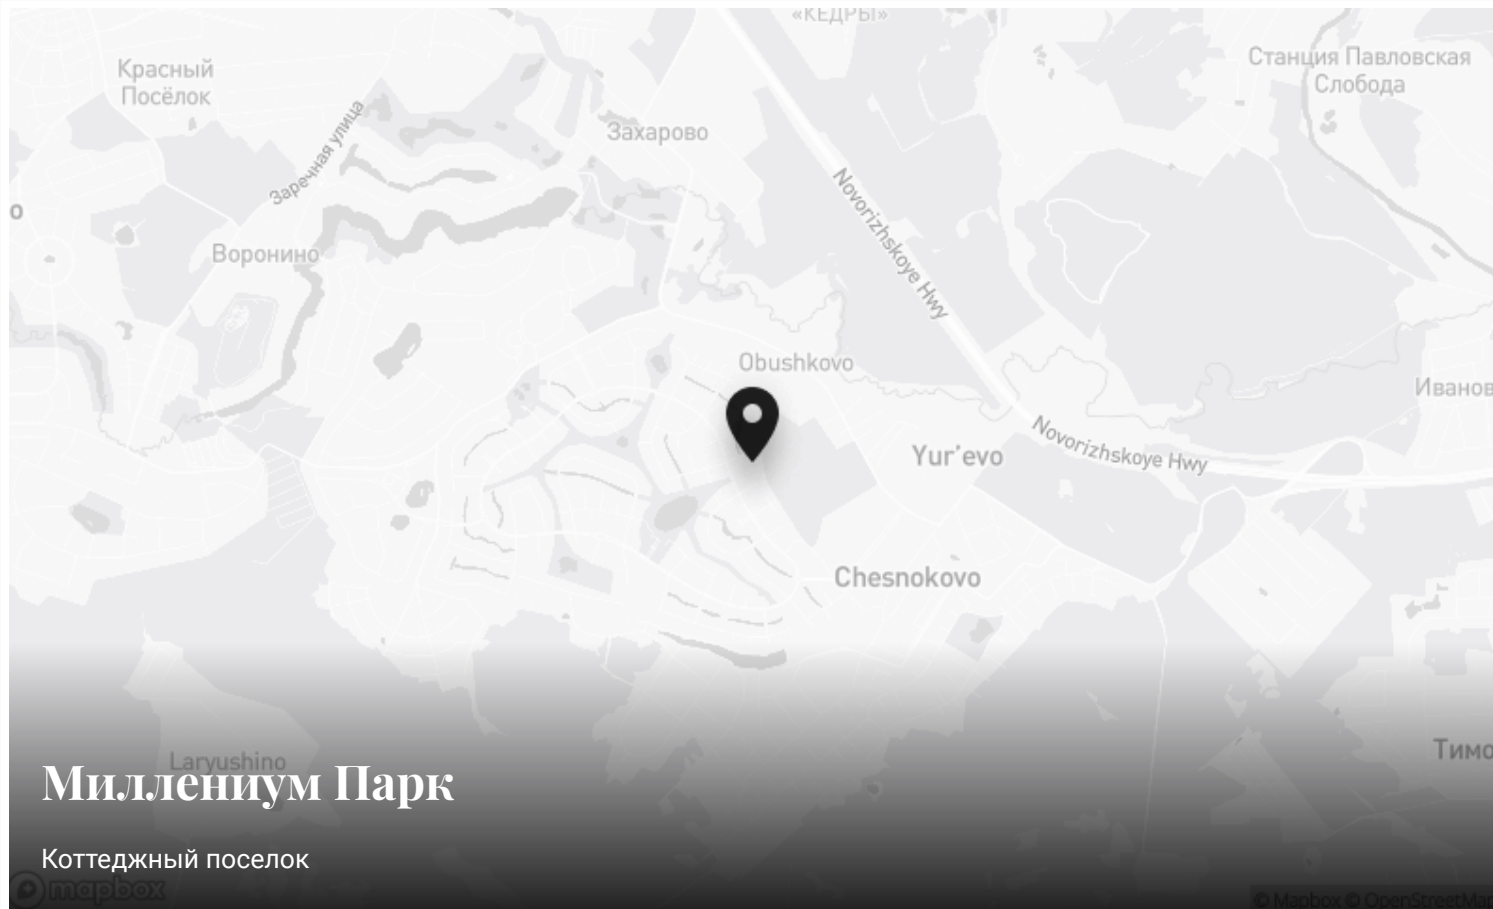 «КЕДРЫ»
Станция Павловская
Слобода
Красный
Посёлок
Заречная улица
Захарово
Novorizhskoye Hwy
о
Воронино
Obushkovo
Иванов
Novorizhskoye Hwy
Yur'evo
Chesnokovo
Тимо
Laryushino
Миллениум Парк
Коттеджный поселок
mapbox
© Mapbox © OpenStreetMap